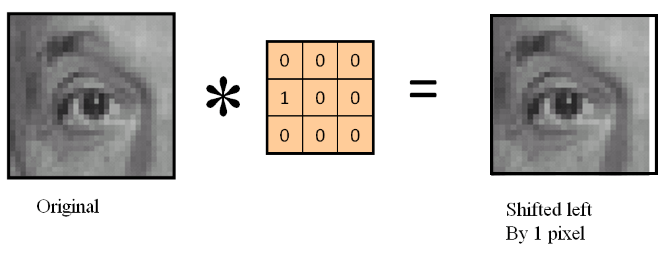 0 0 0
* 1 0 0 =
0 0 0
Original
Shifted left
By 1 pixel